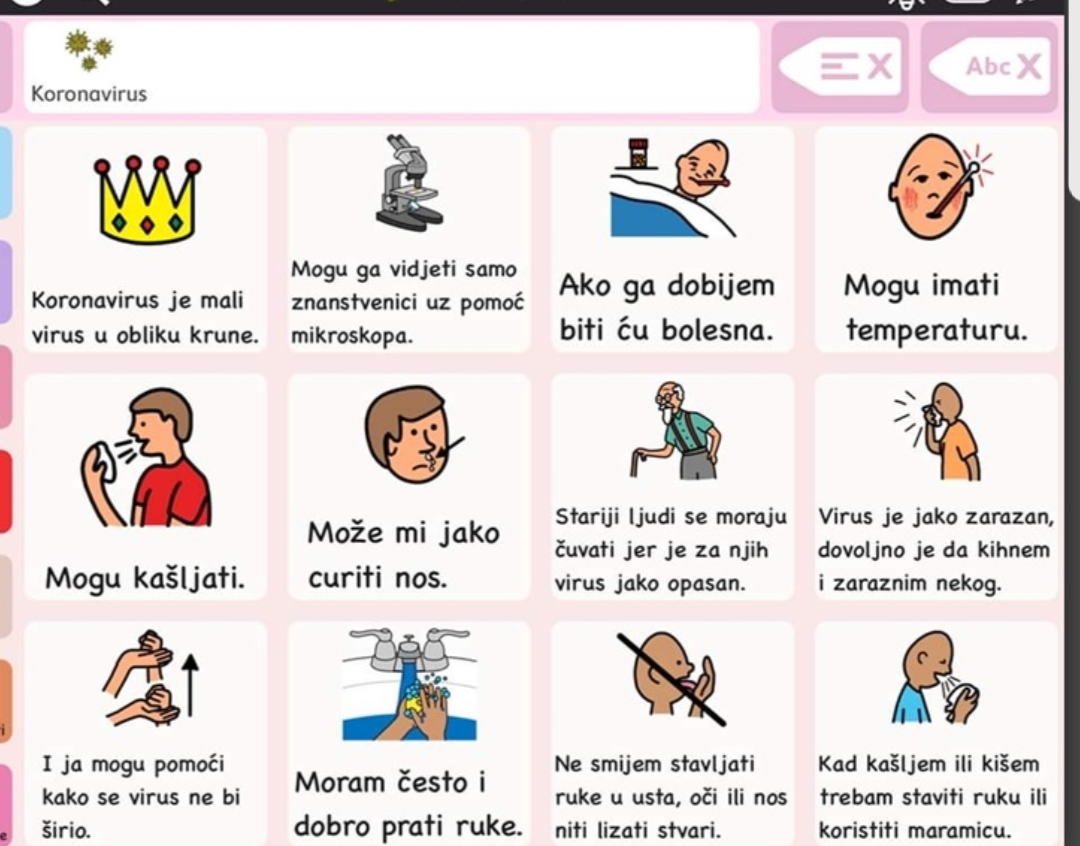 Koronavirus
Abc X
Koronavirus je mali
virus u obliku krune.
Mogu ga vidjeti samo
znanstvenici uz pomoć
mikroskopa.
Ako ga dobijem
biti ću bolesna.
Mogu imati
temperaturu.
Mogu kašljati.
Može mi jako
curiti nos.
Stariji ljudi se moraju
čuvati jer je za njih
virus jako opasan.
Virus je jako zarazan,
dovoljno je da kihnem
i zaraznim nekog.
I ja mogu pomoći
kako se virus ne bi
širio.
Moram često i
dobro prati ruke.
Ne smijem stavljati
ruke u usta, oči ili nos
niti lizati stvari.
Kad kašljem ili kišem
trebam staviti ruku ili
koristiti maramicu.